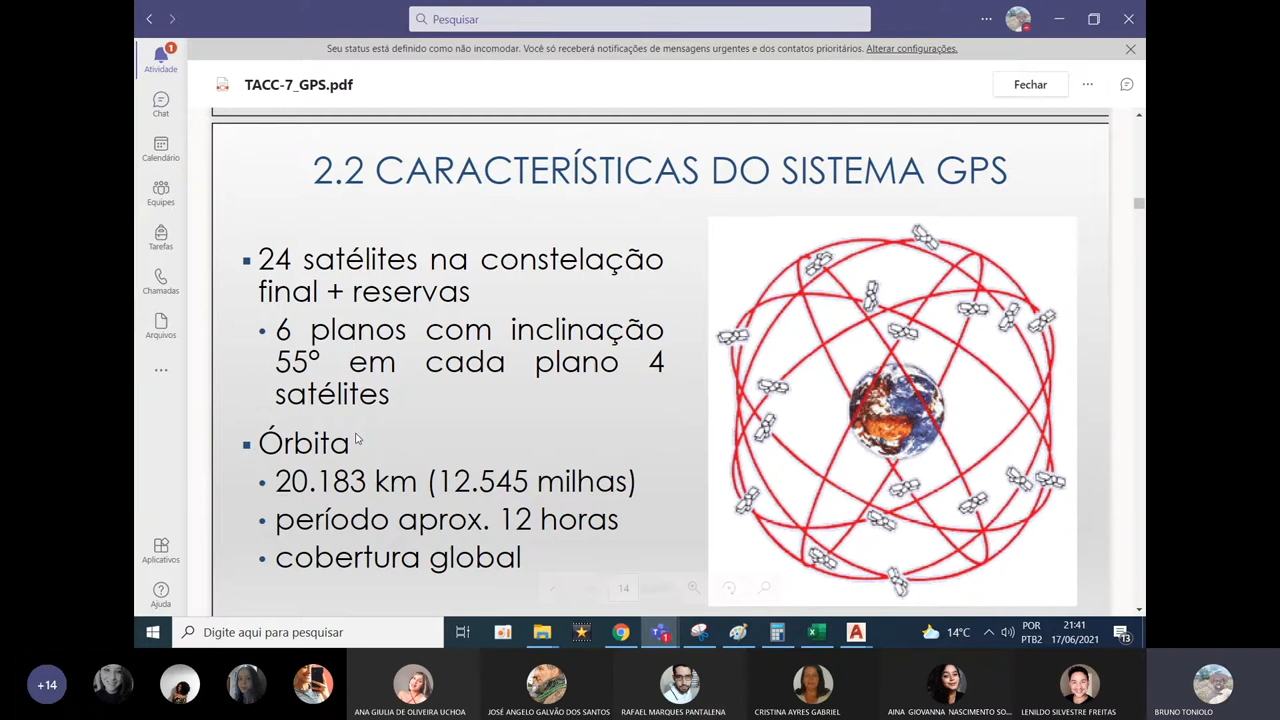 Pesquisar
Seu status está definido como não incomodar. Você só receberá notificações de mensagens urgentes e dos contatos prioritários. Alterar configurações.
1
Atividade
Chat
Calendário
Equipes
Tarefas
Chamadas
Arquivos
Aplicativos
Ajuda
TACC-7_GPS.pdf
Fechar
2.2 CARACTERÍSTICAS DO SISTEMA GPS
24 satélites na constelação
final + reservas
6 planos com inclinação
55° em cada plano 4
satélites
Órbita
20.183 km (12.545 milhas)
período aprox. 12 horas
cobertura global
14
Digite aqui para pesquisar
1
14°C
POR
PTB2
21:41
17/06/2021
13
+14
ANA GIULIA DE OLIVEIRA UCHOA
JOSÉ ANGELO GALVÃO DOS SANTOS
RAFAEL MARQUES PANTALENA
CRISTINA AYRES GABRIEL
AINA GIOVANNA NASCIMENTO SO...
LENILDO SILVESTRE FREITAS
BRUNO TONIOLO